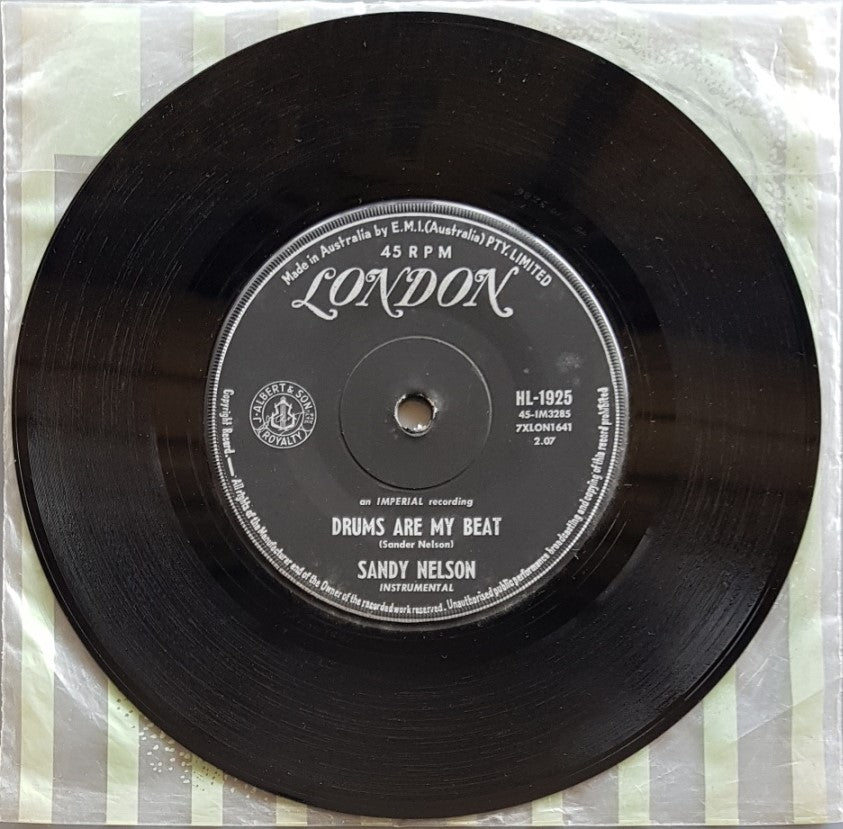 Made in Australia by E.M.I.(Australia) PTY. LIMITED
45 RPM
LONDON
HL-1925
45-IM3285
7XLON1641
2.07
J. ALBERT & SON
ROYALTY
an IMPERIAL recording
DRUMS ARE MY BEAT
(Sander Nelson)
SANDY NELSON
INSTRUMENTAL
Copyright Record. — All rights of the Manufacturer and of the Owner of the recorded work reserved. Unauthorised public performance broadcasting and copying of this record prohibited